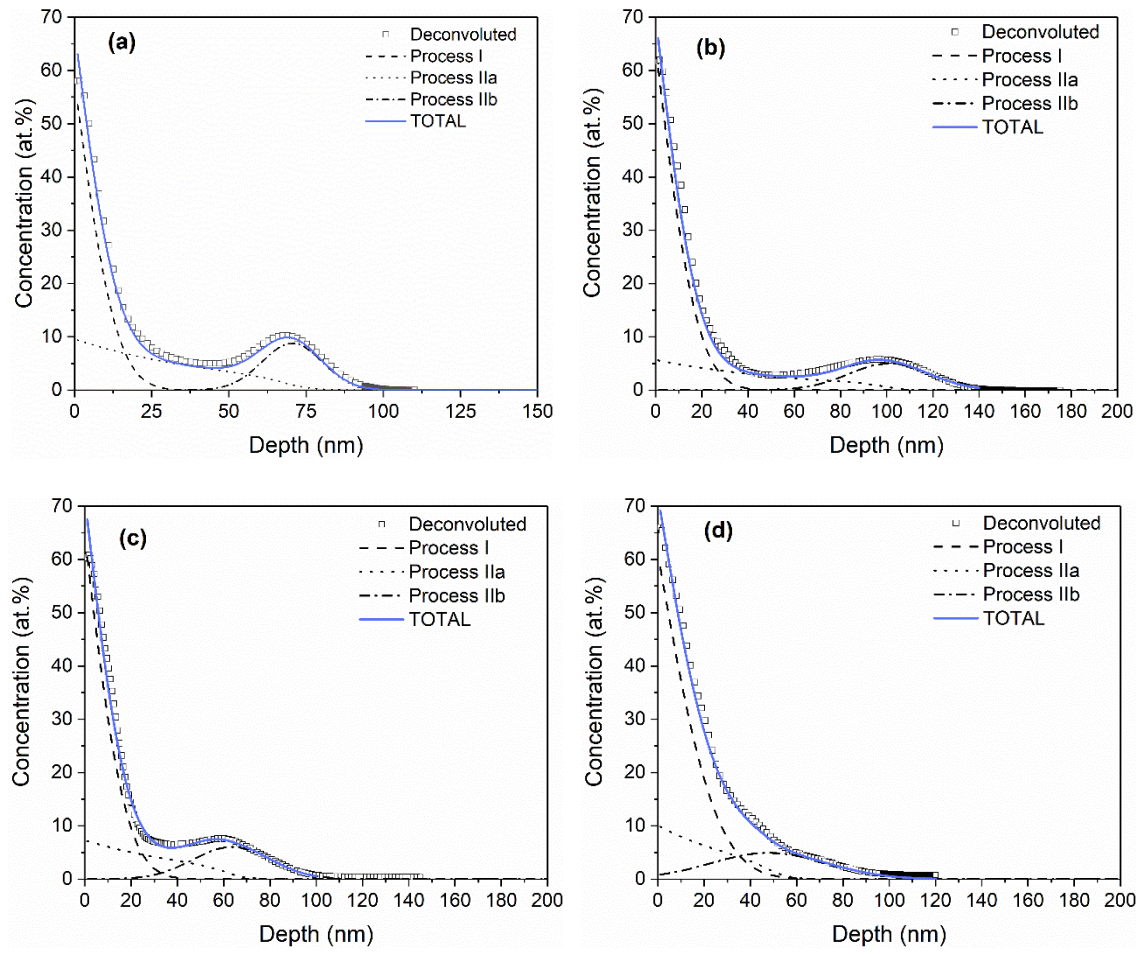 (a)
Deconvoluted
Process I
Process IIa
Process IIb
TOTAL
70
60
50
40
30
20
10
0
Concentration (at.%)
0 25 50 75 100 125 150
Depth (nm)
(b)
Deconvoluted
Process I
Process IIa
Process IIb
TOTAL
70
60
50
40
30
20
10
0
Concentration (at.%)
0 20 40 60 80 100 120 140 160 180 200
Depth (nm)
(c)
Deconvoluted
Process I
Process IIa
Process IIb
TOTAL
70
60
50
40
30
20
10
0
Concentration (at.%)
0 20 40 60 80 100 120 140 160 180 200
Depth (nm)
(d)
Deconvoluted
Process I
Process IIa
Process IIb
TOTAL
70
60
50
40
30
20
10
0
Concentration (at.%)
0 20 40 60 80 100 120 140 160 180 200
Depth (nm)